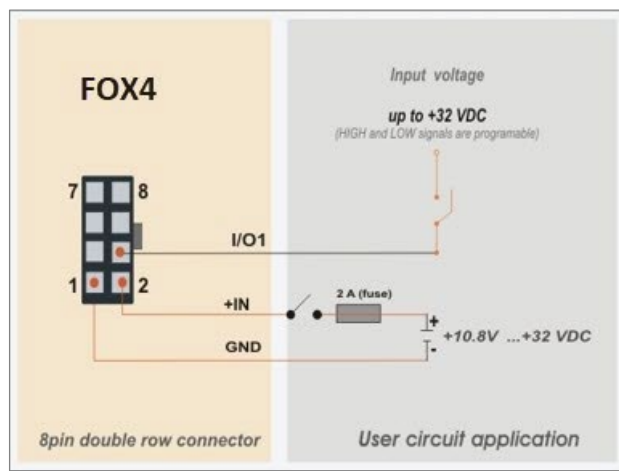 FOX4
Input voltage
up to +32 VDC
(HIGH and LOW signals are programable)
7
8
I/O1
1
2
+IN
2 A (fuse)
+
+10.8V ...+32 VDC
GND
-
8pin double row connector
User circuit application